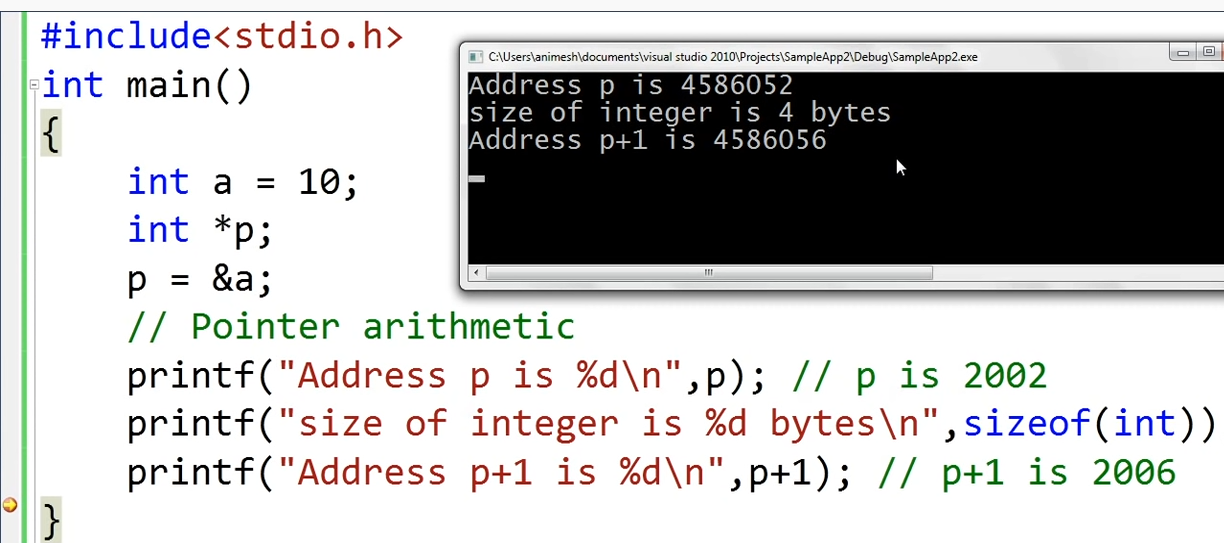 #include<stdio.h>
int main()
{
int a = 10;
int *p;
p = &a;
// Pointer arithmetic
printf("Address p is %d\n",p); // p is 2002
printf("size of integer is %d bytes\n",sizeof(int))
printf("Address p+1 is %d\n",p+1); // p+1 is 2006
}
C:\Users\animesh\documents\visual studio 2010\Projects\SampleApp2\Debug\SampleApp2.exe
Address p is 4586052
size of integer is 4 bytes
Address p+1 is 4586056